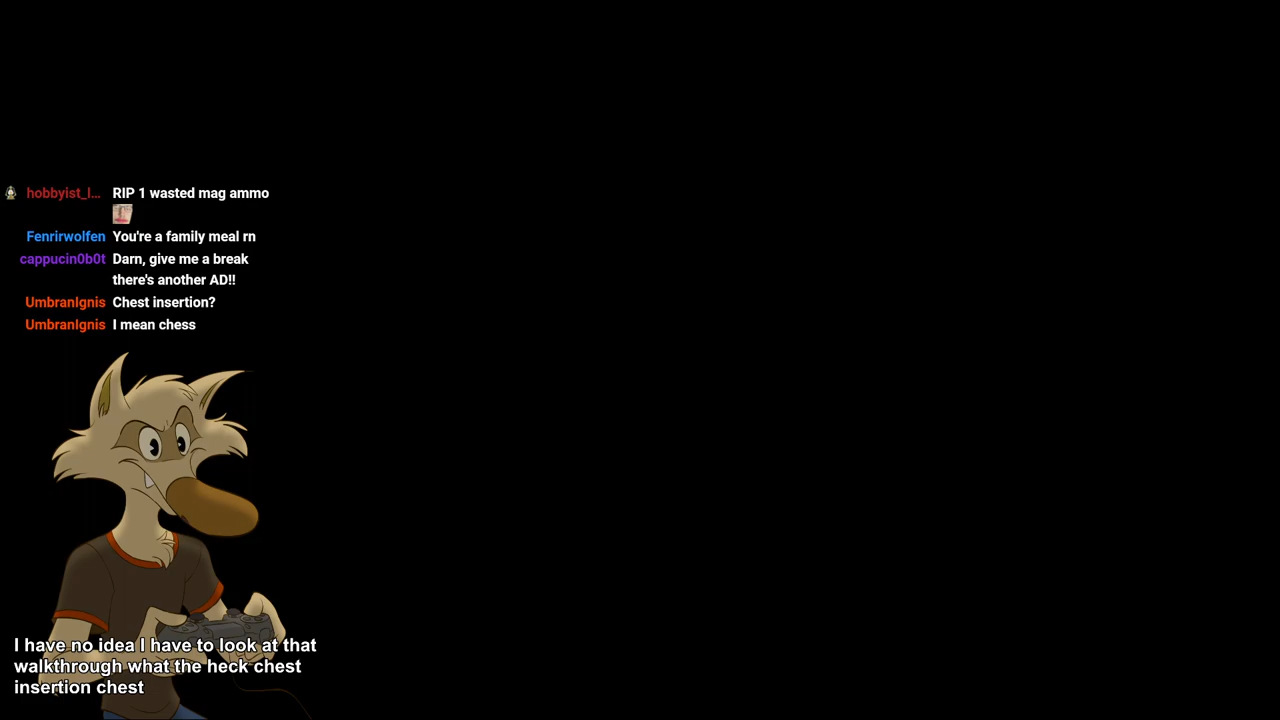 hobbyist_l... RIP 1 wasted mag ammo
Fenrirwolfen You're a family meal rn
cappucin0b0t Darn, give me a break
there's another AD!!
UmbranIgnis Chest insertion?
UmbranIgnis I mean chess
I have no idea I have to look at that
walkthrough what the heck chest
insertion chest